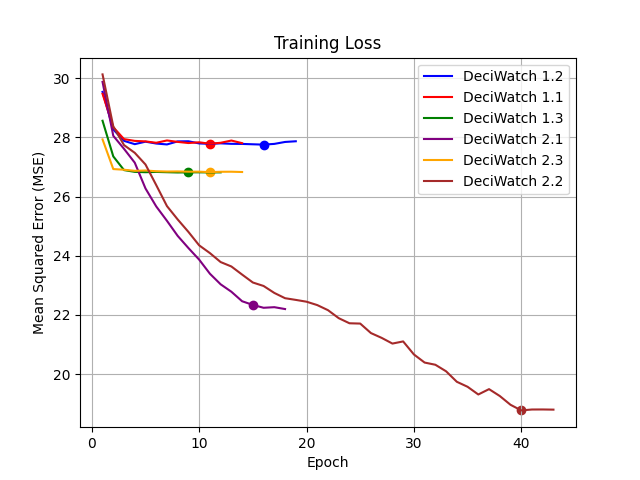 Training Loss
Mean Squared Error (MSE)
30
28
26
24
22
20
0
10
20
30
40
Epoch
DeciWatch 1.2
DeciWatch 1.1
DeciWatch 1.3
DeciWatch 2.1
DeciWatch 2.3
DeciWatch 2.2